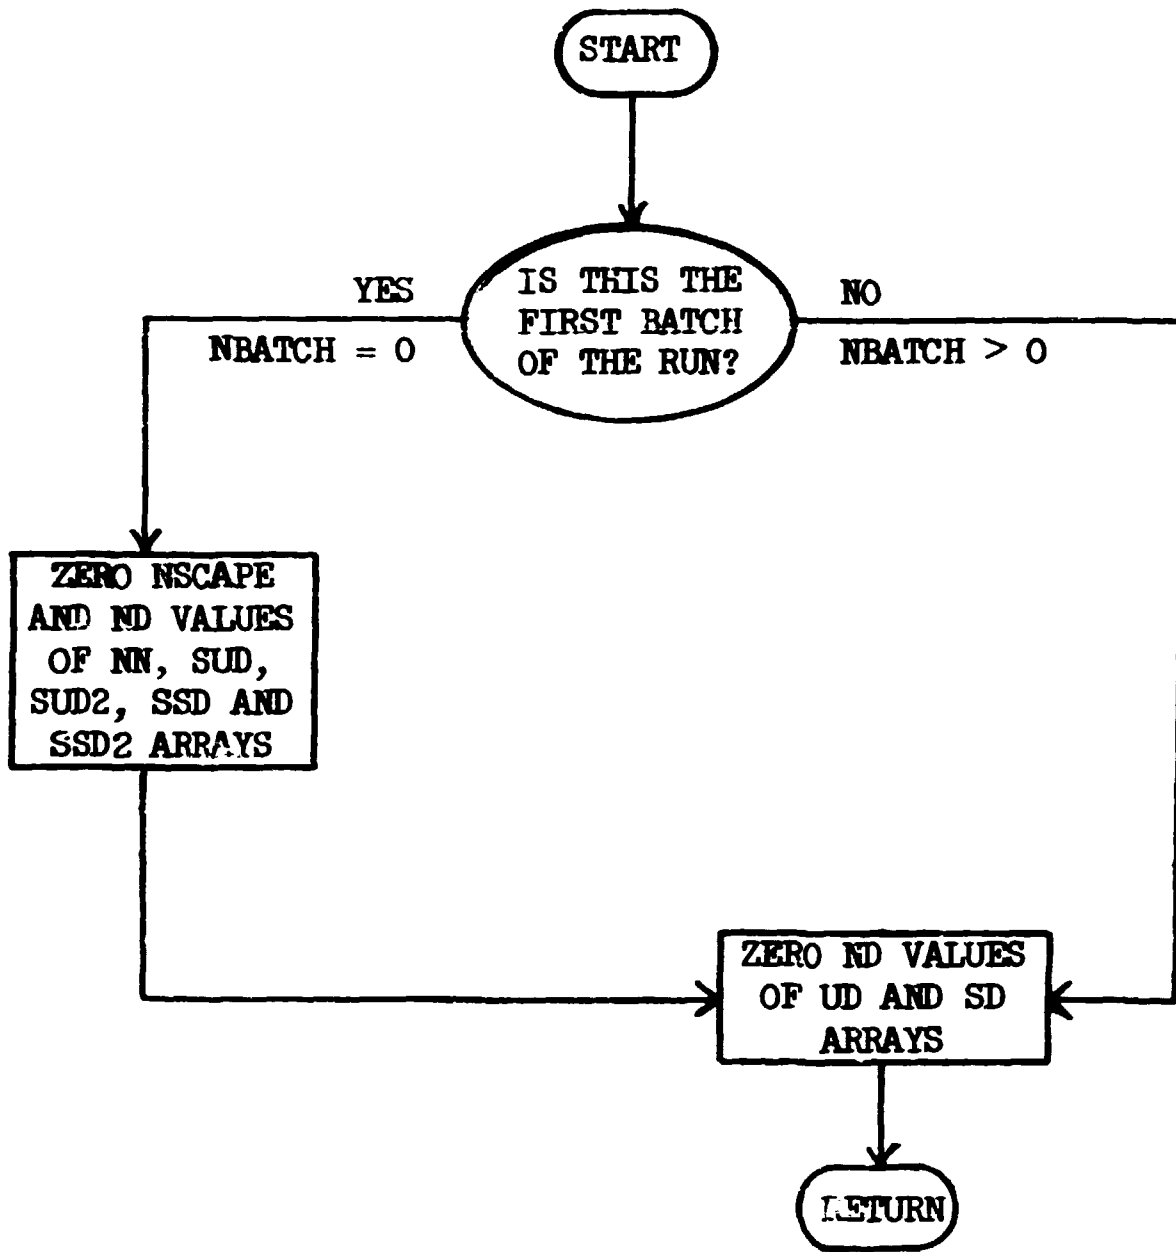 START
IS THIS THE
FIRST BATCH
OF THE RUN?
YES
NBATCH = 0
NO
NBATCH > 0
ZERO NSCAPE
AND ND VALUES
OF NN, SUD,
SUD2, SSD AND
SSD2 ARRAYS
ZERO ND VALUES
OF UD AND SD
ARRAYS
RETURN